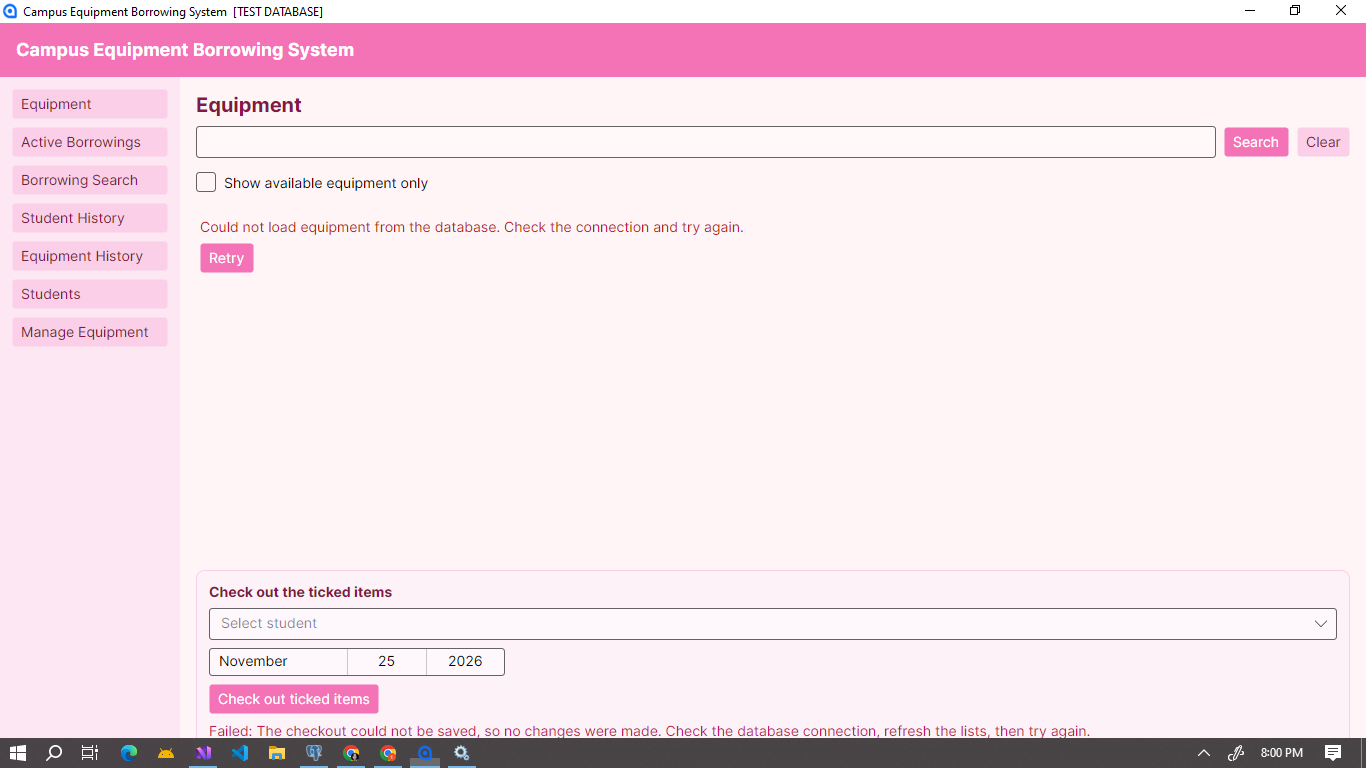 Campus Equipment Borrowing System [TEST DATABASE]
Campus Equipment Borrowing System
Equipment
Active Borrowings
Borrowing Search
Student History
Equipment History
Students
Manage Equipment
Equipment
Search
Clear
Show available equipment only
Could not load equipment from the database. Check the connection and try again.
Retry
Check out the ticked items
Select student
November 25 2026
Check out ticked items
Failed: The checkout could not be saved, so no changes were made. Check the database connection, refresh the lists, then try again.
8:00 PM